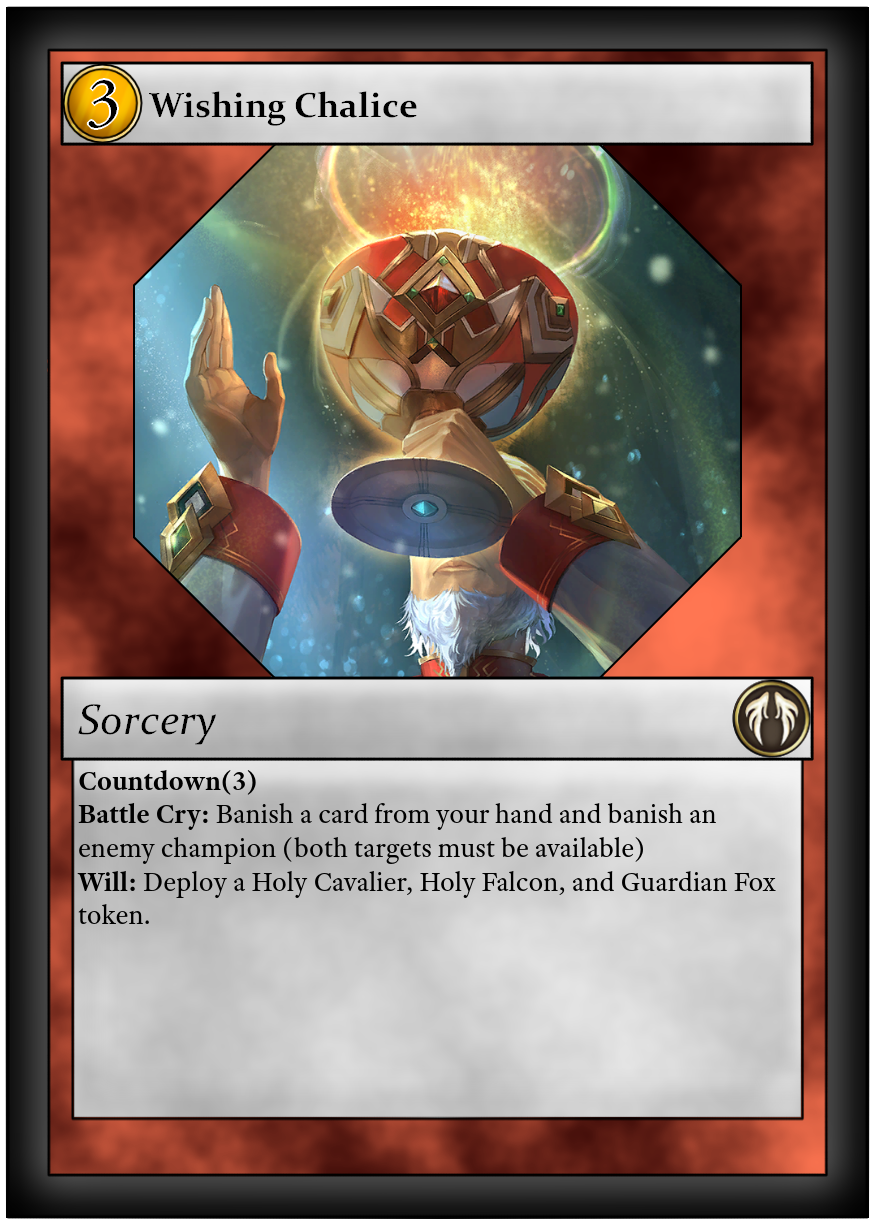 3 Wishing Chalice
Sorcery
Countdown(3)
Battle Cry: Banish a card from your hand and banish an
enemy champion (both targets must be available)
Will: Deploy a Holy Cavalier, Holy Falcon, and Guardian Fox
token.